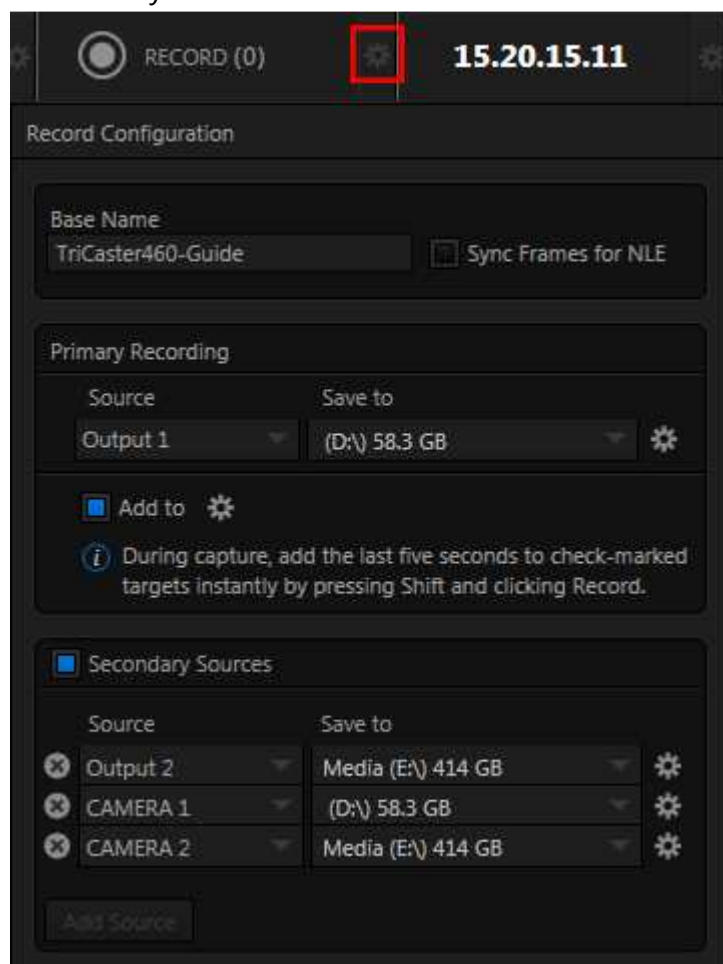 RECORD (0)
15.20.15.11
Record Configuration
Base Name
TriCaster460-Guide
Sync Frames for NLE
Primary Recording
Source Save to
Output 1 (D:\) 58.3 GB
Add to
During capture, add the last five seconds to check-marked
targets instantly by pressing Shift and clicking Record.
Secondary Sources
Source Save to
Output 2 Media (E:\) 414 GB
CAMERA 1 (D:\) 58.3 GB
CAMERA 2 Media (E:\) 414 GB
Add Source